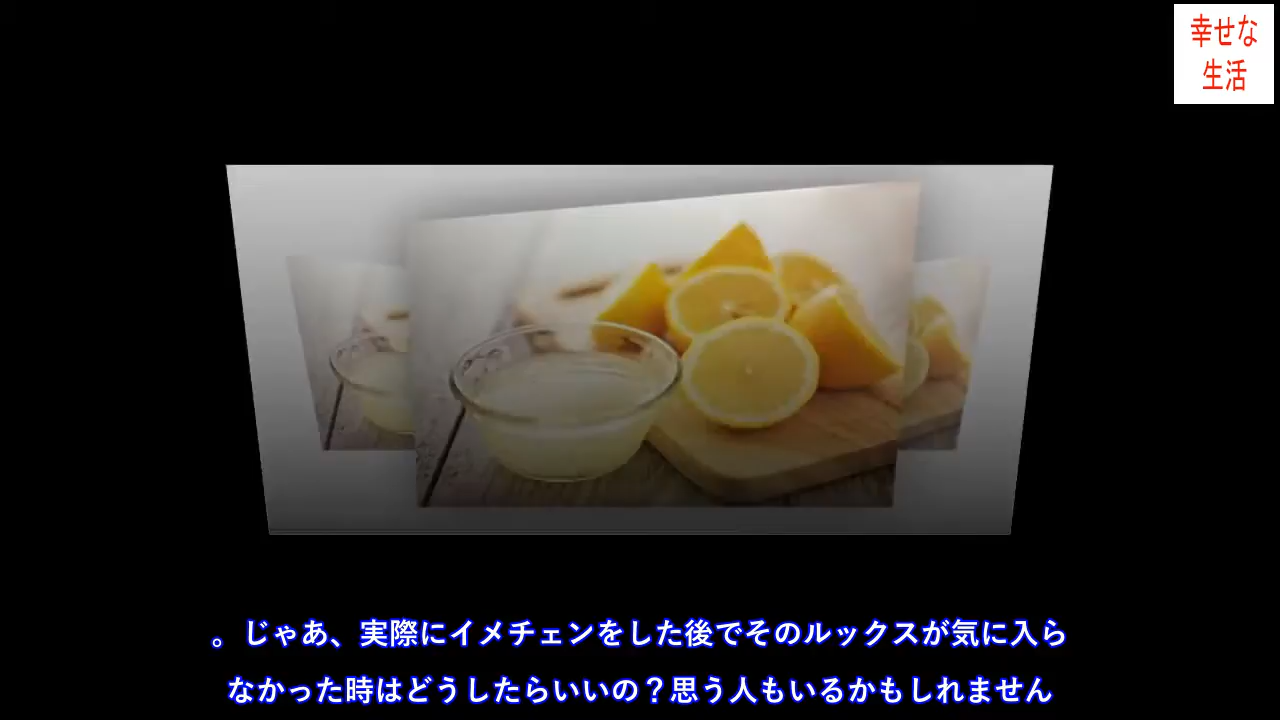 幸せな
生活
。じゃあ、実際にイメチェンをした後でそのルックスが気に入ら
なかった時はどうしたらいいの？思う人もいるかもしれません